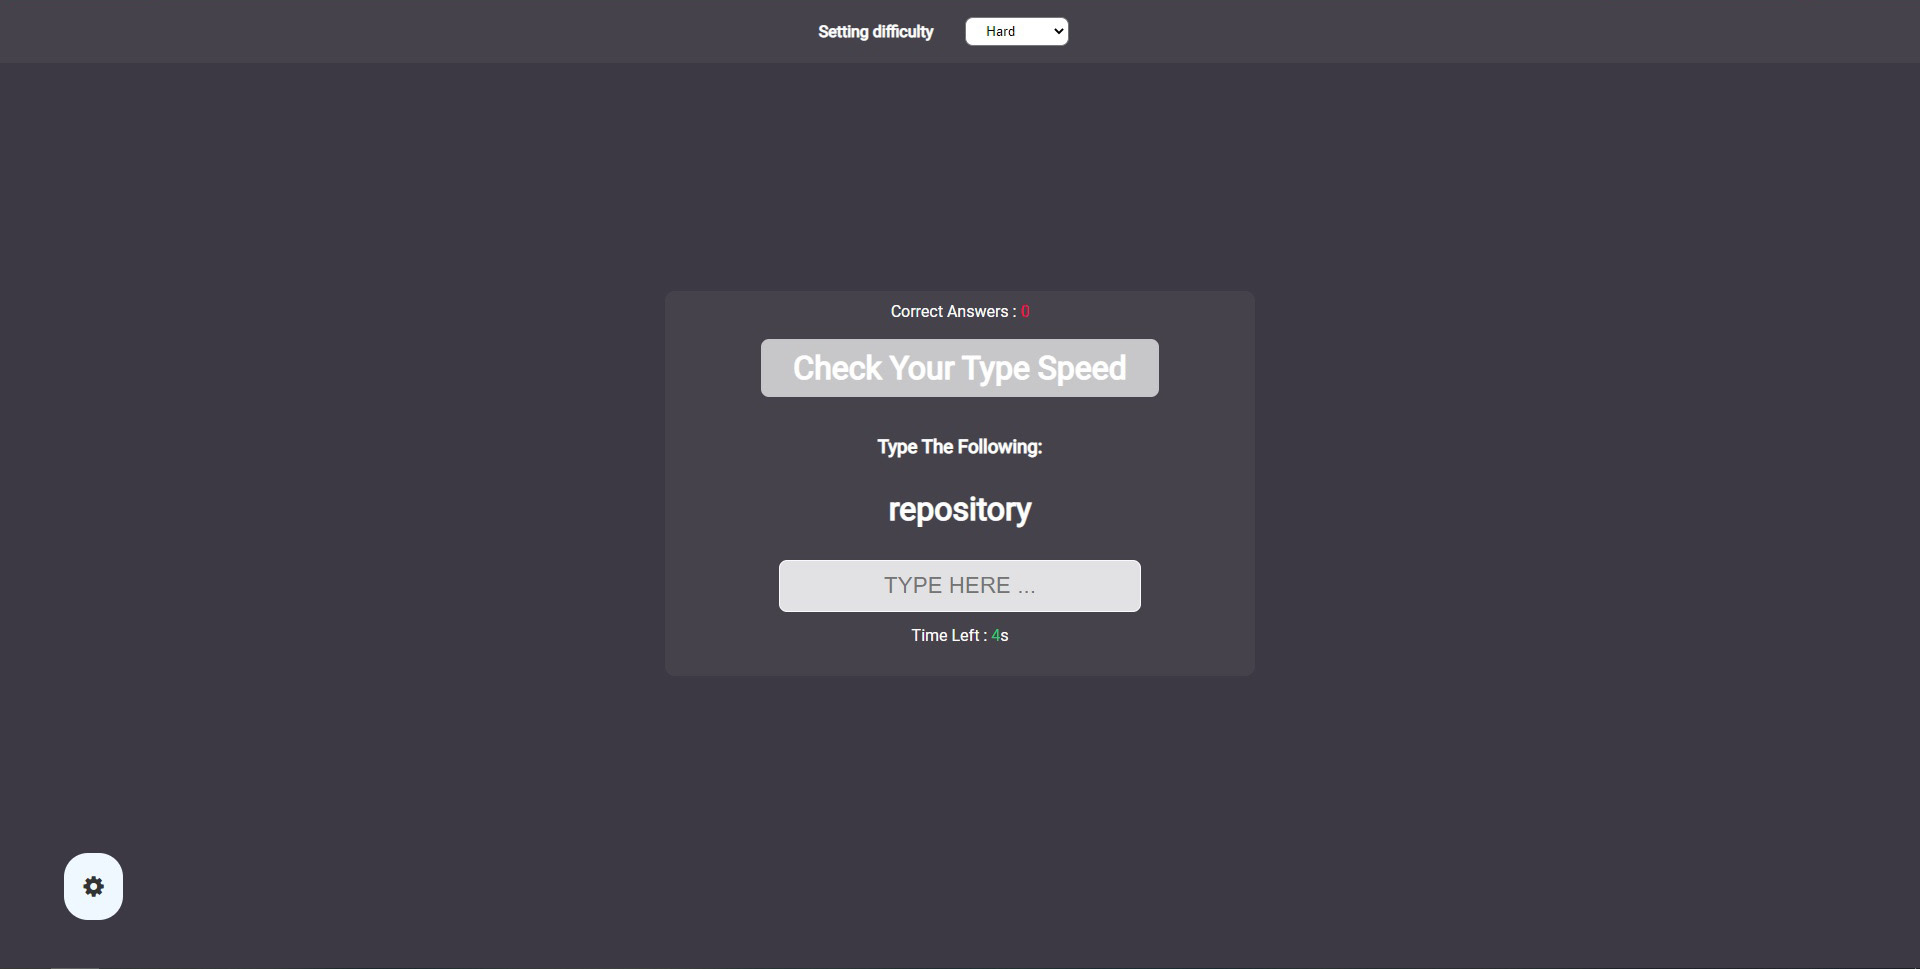 Setting difficulty Hard
Correct Answers : 0
Check Your Type Speed
Type The Following:
repository
TYPE HERE ...
Time Left : 4s